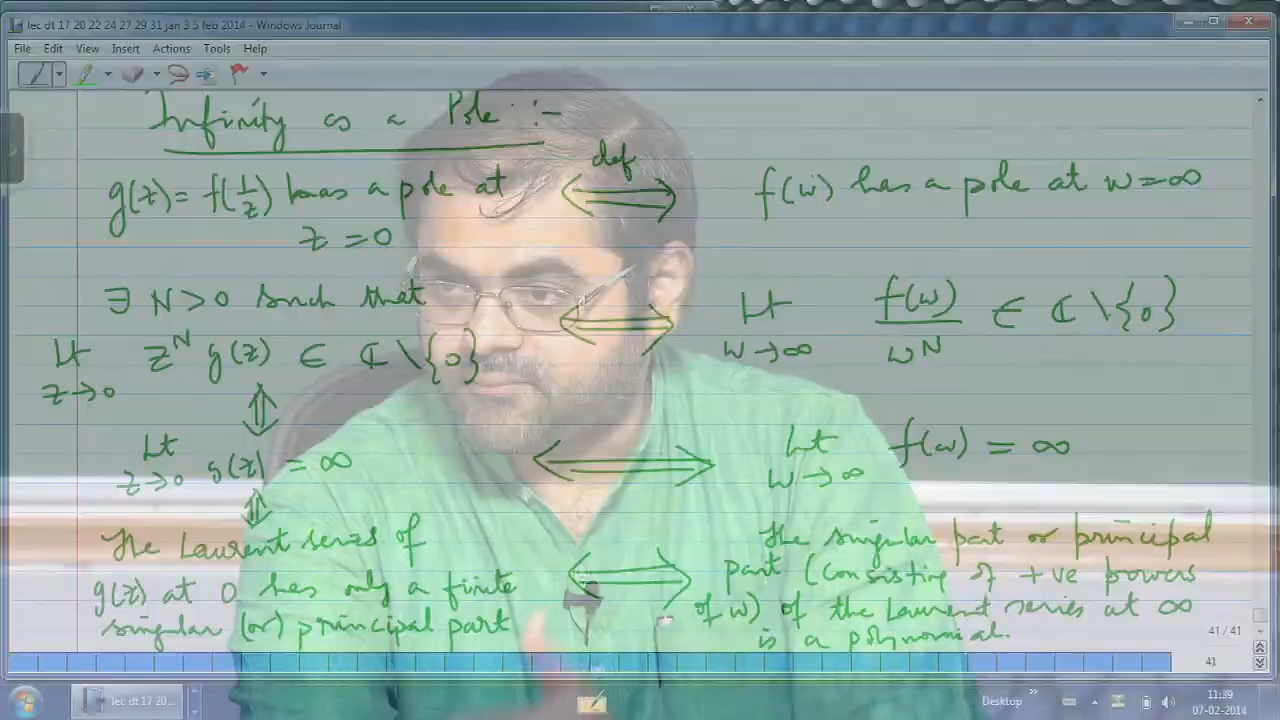 lec dt 17 20 22 24 27 29 31 jan 3 5 feb 2014 - Windows Journal
File Edit View Insert Actions Tools Help
Infinity as a Pole :-
g(z) = f(1/z) has a pole at z = 0 ⟺ def f(w) has a pole at w = ∞
∃ N > 0 such that
Lt z→0 z^N g(z) ∈ ℂ \ {0} ⟺ Lt w→∞ f(w)/w^N ∈ ℂ \ {0}
⇕
Lt z→0 g(z) = ∞ ⟺ Lt w→∞ f(w) = ∞
⇕
The Laurent series of
g(z) at 0 has only a finite
singular (or) principal part
⟺
The singular part or principal
part (consisting of +ve powers
of w) of the Laurent series at ∞
is a polynomial.
41 / 41
41
lec dt 17 20...
Desktop
11:39
07-02-2014